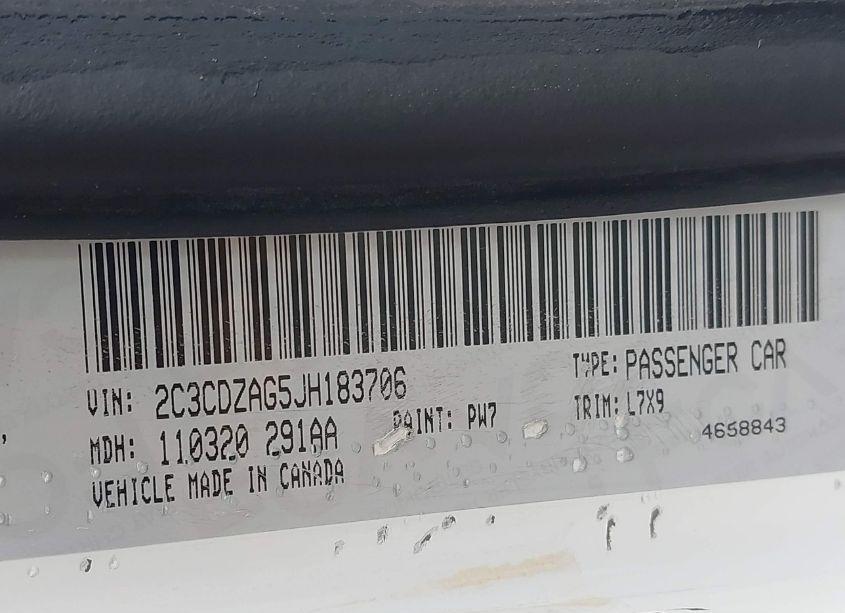 VIN: 2C3CDZAG5JH183706
TYPE: PASSENGER CAR
MDH: 110320 291AA
PAINT: PW7
TRIM: L7X9
4658843
VEHICLE MADE IN CANADA